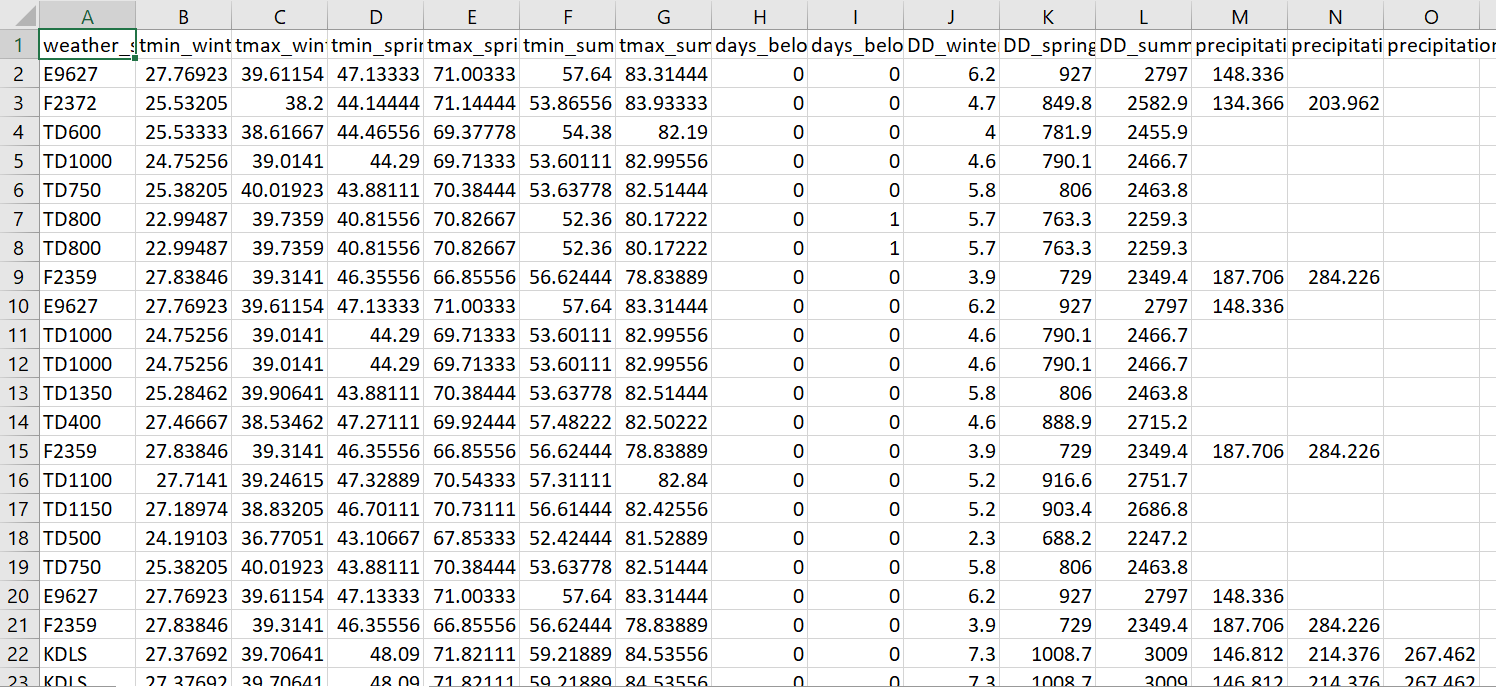 A B C D E F G H I J K L M N O
1 weather_s tmin_wint tmax_win tmin_sprin tmax_spri tmin_sum tmax_sum days_belo days_belo DD_winte DD_spring DD_summ precipitati precipitati precipitation
2 E9627 27.76923 39.61154 47.13333 71.00333 57.64 83.31444 0 0 6.2 927 2797 148.336
3 F2372 25.53205 38.2 44.14444 71.14444 53.86556 83.93333 0 0 4.7 849.8 2582.9 134.366 203.962
4 TD600 25.53333 38.61667 44.46556 69.37778 54.38 82.19 0 0 4 781.9 2455.9
5 TD1000 24.75256 39.0141 44.29 69.71333 53.60111 82.99556 0 0 4.6 790.1 2466.7
6 TD750 25.38205 40.01923 43.88111 70.38444 53.63778 82.51444 0 0 5.8 806 2463.8
7 TD800 22.99487 39.7359 40.81556 70.82667 52.36 80.17222 0 1 5.7 763.3 2259.3
8 TD800 22.99487 39.7359 40.81556 70.82667 52.36 80.17222 0 1 5.7 763.3 2259.3
9 F2359 27.83846 39.3141 46.35556 66.85556 56.62444 78.83889 0 0 3.9 729 2349.4 187.706 284.226
10 E9627 27.76923 39.61154 47.13333 71.00333 57.64 83.31444 0 0 6.2 927 2797 148.336
11 TD1000 24.75256 39.0141 44.29 69.71333 53.60111 82.99556 0 0 4.6 790.1 2466.7
12 TD1000 24.75256 39.0141 44.29 69.71333 53.60111 82.99556 0 0 4.6 790.1 2466.7
13 TD1350 25.28462 39.90641 43.88111 70.38444 53.63778 82.51444 0 0 5.8 806 2463.8
14 TD400 27.46667 38.53462 47.27111 69.92444 57.48222 82.50222 0 0 4.6 888.9 2715.2
15 F2359 27.83846 39.3141 46.35556 66.85556 56.62444 78.83889 0 0 3.9 729 2349.4 187.706 284.226
16 TD1100 27.7141 39.24615 47.32889 70.54333 57.31111 82.84 0 0 5.2 916.6 2751.7
17 TD1150 27.18974 38.83205 46.70111 70.73111 56.61444 82.42556 0 0 5.2 903.4 2686.8
18 TD500 24.19103 36.77051 43.10667 67.85333 52.42444 81.52889 0 0 2.3 688.2 2247.2
19 TD750 25.38205 40.01923 43.88111 70.38444 53.63778 82.51444 0 0 5.8 806 2463.8
20 E9627 27.76923 39.61154 47.13333 71.00333 57.64 83.31444 0 0 6.2 927 2797 148.336
21 F2359 27.83846 39.3141 46.35556 66.85556 56.62444 78.83889 0 0 3.9 729 2349.4 187.706 284.226
22 KDLS 27.37692 39.70641 48.09 71.82111 59.21889 84.53556 0 0 7.3 1008.7 3009 146.812 214.376 267.462
23 KDLS 27.37692 39.70641 48.09 71.82111 59.21889 84.53556 0 0 7.3 1008.7 3009 146.812 214.376 267.462